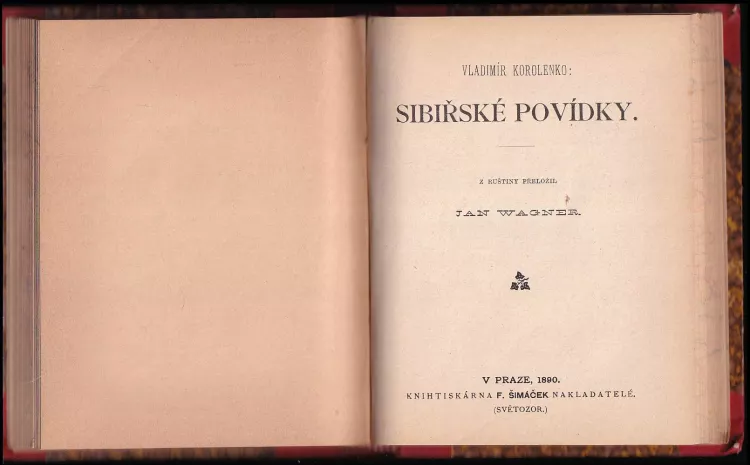 VLADIMÍR KOROLENKO:
SIBIŘSKÉ POVÍDKY.
Z RUŠTINY PŘELOŽIL
JAN WAGNER.
V PRAZE, 1890.
KNIHTISKÁRNA F. ŠIMÁČEK NAKLADATELÉ.
(SVĚTOZOR.)